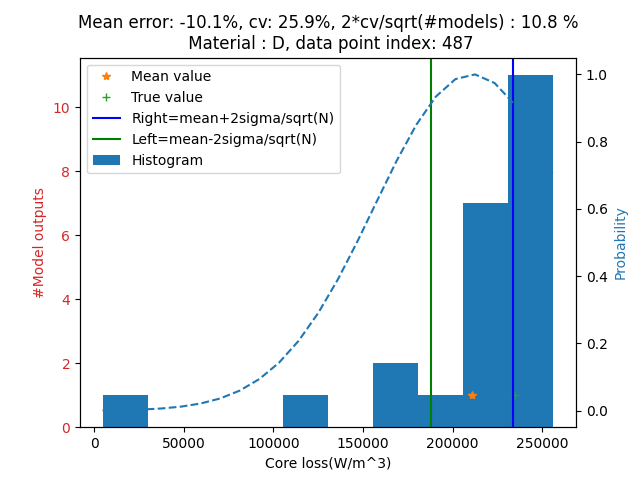 Mean error: -10.1%, cv: 25.9%, 2*cv/sqrt(#models) : 10.8 %
Material : D, data point index: 487
Mean value
True value
Right=mean+2sigma/sqrt(N)
Left=mean-2sigma/sqrt(N)
Histogram
#Model outputs
10
8
6
4
2
0
1.0
0.8
0.6
0.4
0.2
0.0
Probability
0 50000 100000 150000 200000 250000
Core loss(W/m^3)